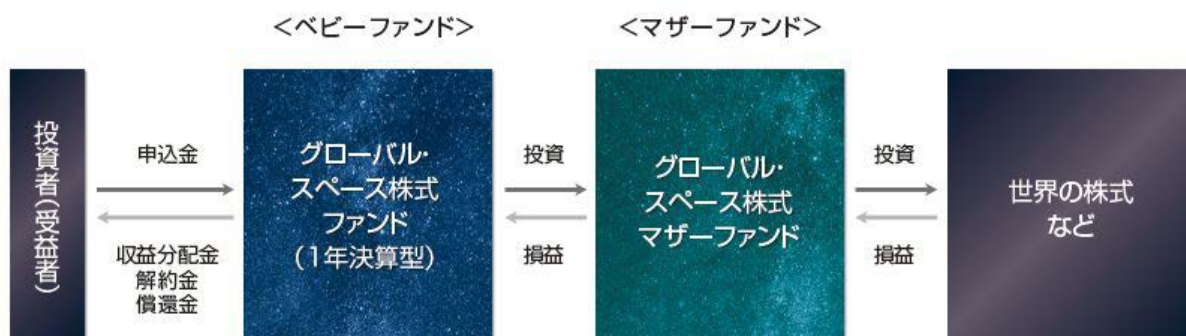 <ベビーファンド>
<マザーファンド>
投資者(受益者)
申込金
収益分配金
解約金
償還金
グローバル・
スペース株式
ファンド
(1年決算型)
投資
損益
グローバル・
スペース株式
マザーファンド
投資
損益
世界の株式
など